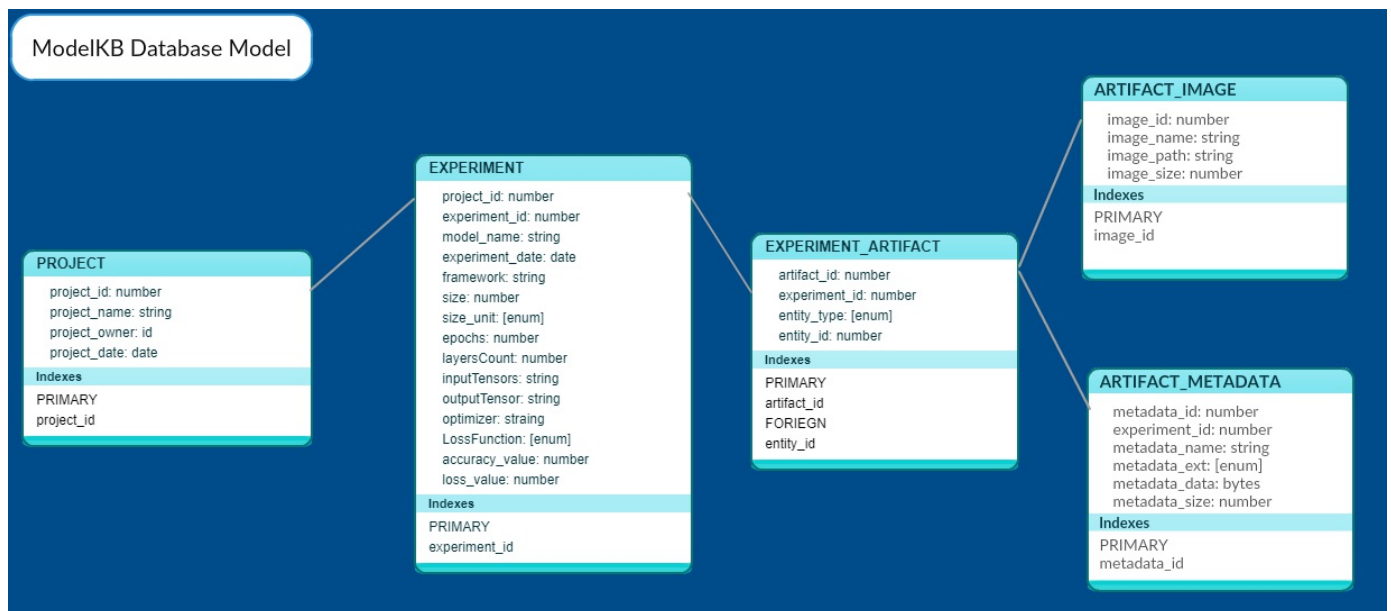 ModelKB Database Model
PROJECT
project_id: number
project_name: string
project_owner: id
project_date: date
Indexes
PRIMARY
project_id
EXPERIMENT
project_id: number
experiment_id: number
model_name: string
experiment_date: date
framework: string
size: number
size_unit: [enum]
epochs: number
layersCount: number
inputTensors: string
outputTensor: string
optimizer: straing
LossFunction: [enum]
accuracy_value: number
loss_value: number
Indexes
PRIMARY
experiment_id
EXPERIMENT_ARTIFACT
artifact_id: number
experiment_id: number
entity_type: [enum]
entity_id: number
Indexes
PRIMARY
artifact_id
FORIEGN
entity_id
ARTIFACT_IMAGE
image_id: number
image_name: string
image_path: string
image_size: number
Indexes
PRIMARY
image_id
ARTIFACT_METADATA
metadata_id: number
experiment_id: number
metadata_name: string
metadata_ext: [enum]
metadata_data: bytes
metadata_size: number
Indexes
PRIMARY
metadata_id